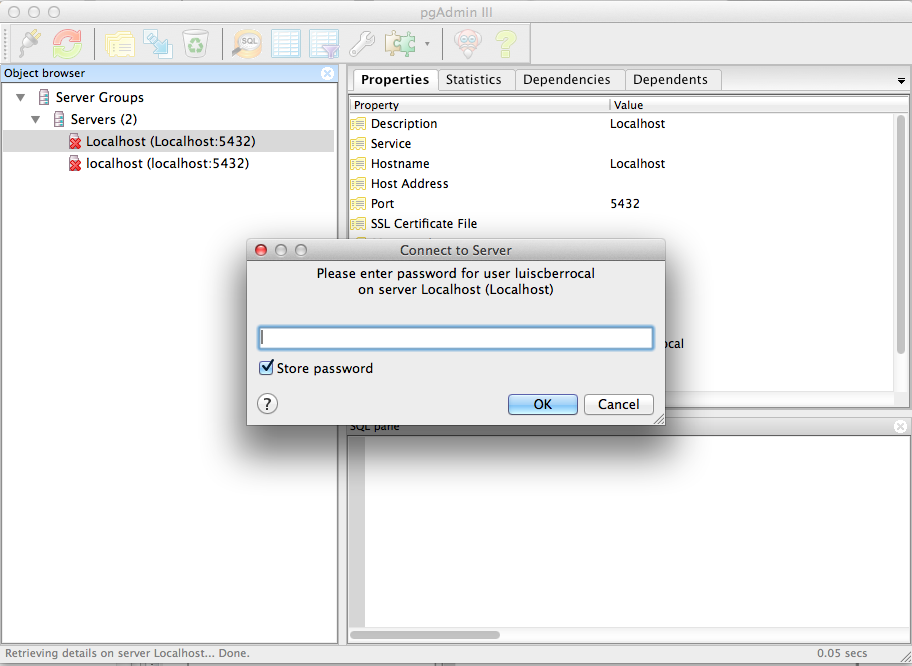 pgAdmin III
SQL
Object browser
Server Groups
Servers (2)
Localhost (Localhost:5432)
localhost (localhost:5432)
Properties Statistics Dependencies Dependents
Property Value
Description Localhost
Service
Hostname Localhost
Host Address
Port 5432
SSL Certificate File
Connect to Server
Please enter password for user luiscberrocal
on server Localhost (Localhost)
ocal
Store password
? OK Cancel
SQL pane
Retrieving details on server Localhost... Done. 0.05 secs